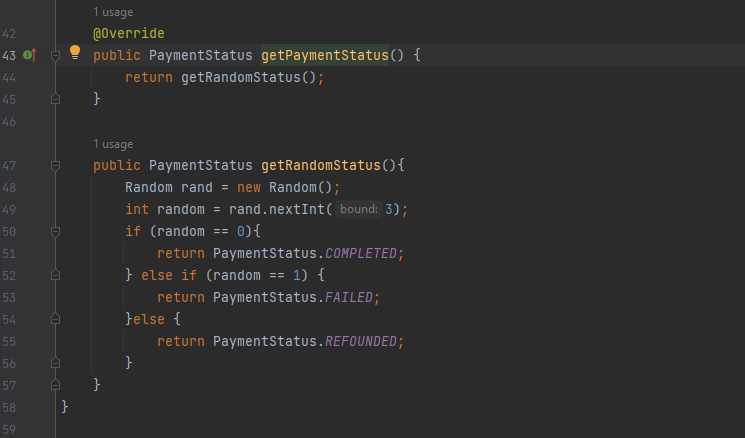 1 usage
42 @Override
43 public PaymentStatus getPaymentStatus() {
44 return getRandomStatus();
45 }
46
1 usage
47 public PaymentStatus getRandomStatus(){
48 Random rand = new Random();
49 int random = rand.nextInt( bound: 3);
50 if (random == 0){
51 return PaymentStatus.COMPLETED;
52 } else if (random == 1) {
53 return PaymentStatus.FAILED;
54 }else {
55 return PaymentStatus.REFOUNDED;
56 }
57 }
58 }
59